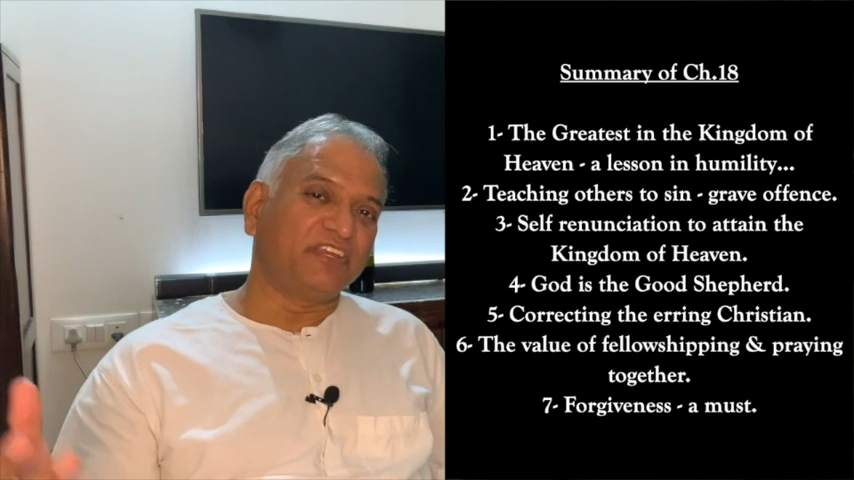 Summary of Ch.18
1- The Greatest in the Kingdom of
Heaven - a lesson in humility...
2- Teaching others to sin - grave offence.
3- Self renunciation to attain the
Kingdom of Heaven.
4- God is the Good Shepherd.
5- Correcting the erring Christian.
6- The value of fellowshipping & praying
together.
7- Forgiveness - a must.